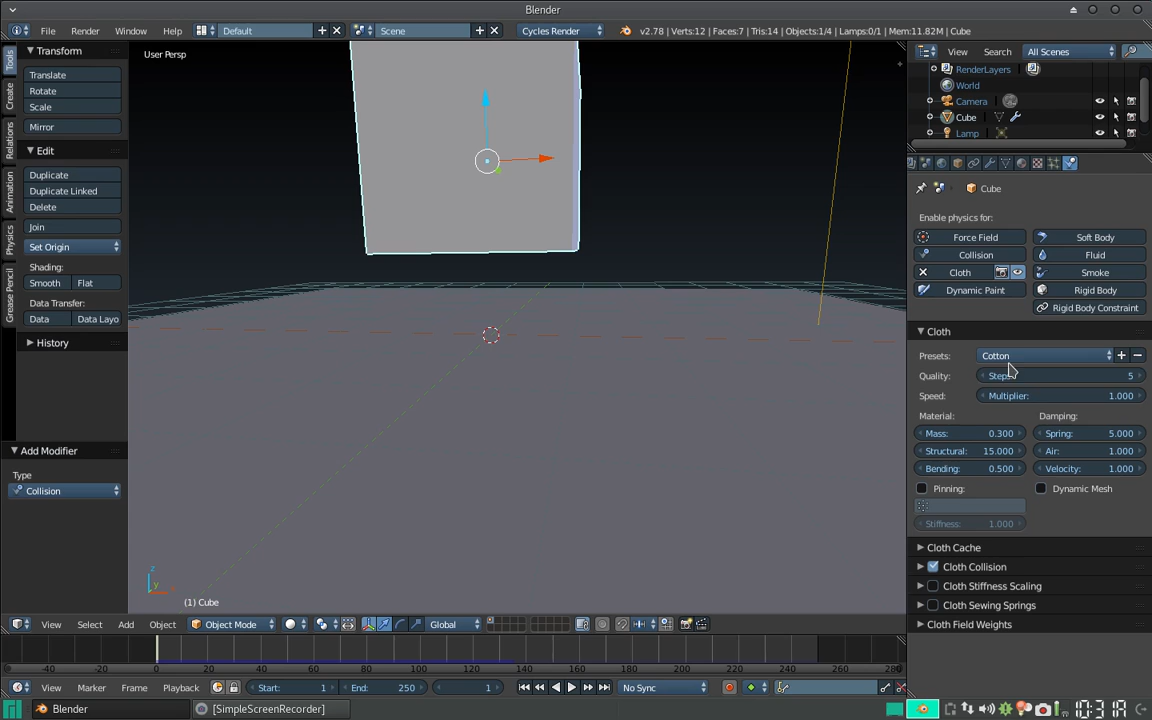 Blender
File Render Window Help Default Scene Cycles Render v2.78 | Verts:12 | Faces:7 | Tris:14 | Objects:1/4 | Lamps:0/1 | Mem:11.82M | Cube
Tools
Create
Relations
Animation
Physics
Grease Pencil
Transform
Translate
Rotate
Scale
Mirror
Edit
Duplicate
Duplicate Linked
Delete
Join
Set Origin
Shading:
Smooth Flat
Data Transfer:
Data Data Layo
History
Add Modifier
Type
Collision
User Persp
z
y
(1) Cube
View Select Add Object Object Mode Global
-40 -20 0 20 40 60 80 100 120 140 160 180 200 220 240 260 280
View Marker Frame Playback Start: 1 End: 250 1 No Sync
View Search All Scenes
RenderLayers
World
Camera
Cube
Lamp
Cube
Enable physics for:
Force Field Soft Body
Collision Fluid
Cloth Smoke
Dynamic Paint Rigid Body
Rigid Body Constraint
Cloth
Presets: Cotton
Quality: Steps 5
Speed: Multiplier: 1.000
Material: Damping:
Mass: 0.300 Spring: 5.000
Structural: 15.000 Air: 1.000
Bending: 0.500 Velocity: 1.000
Pinning: Dynamic Mesh
Stiffness: 1.000
Cloth Cache
Cloth Collision
Cloth Stiffness Scaling
Cloth Sewing Springs
Cloth Field Weights
Blender [SimpleScreenRecorder] 10:3